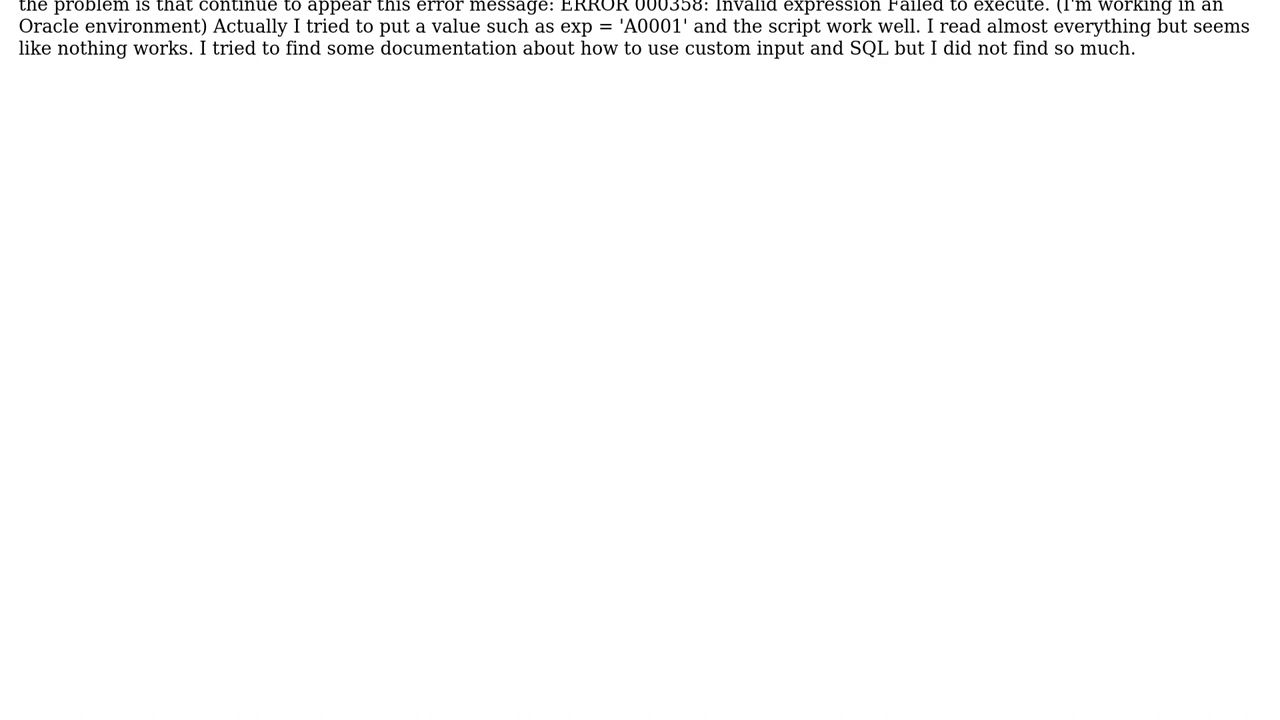 the problem is that continue to appear this error message: ERROR 000358: Invalid expression Failed to execute. (I'm working in an
Oracle environment) Actually I tried to put a value such as exp = 'A0001' and the script work well. I read almost everything but seems
like nothing works. I tried to find some documentation about how to use custom input and SQL but I did not find so much.